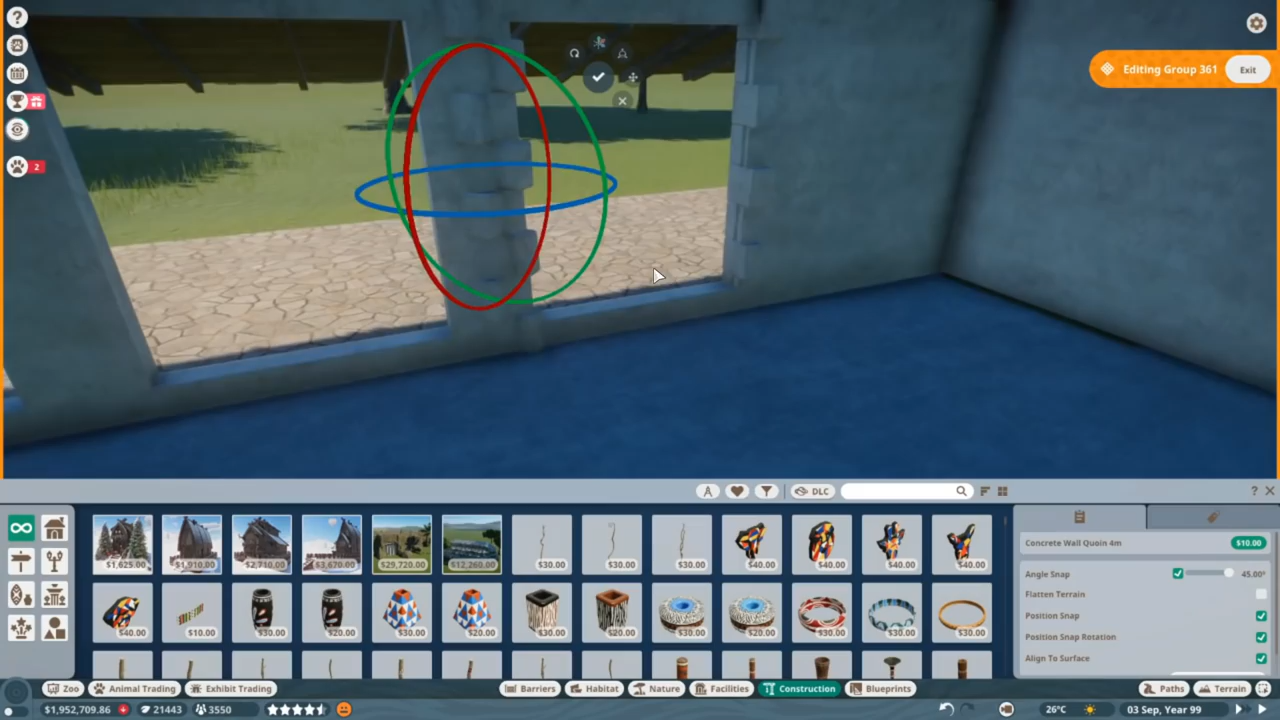 ?
Editing Group 361
Exit
2
A
DLC
?
$1,625.00
$1,910.00
$2,710.00
$3,670.00
$29,720.00
$12,260.00
$30.00
$30.00
$30.00
$40.00
$40.00
$40.00
$40.00
$40.00
$10.00
$30.00
$20.00
$30.00
$20.00
$30.00
$20.00
$30.00
$20.00
$30.00
$30.00
$30.00
Concrete Wall Quoin 4m
$10.00
Angle Snap
45.00°
Flatten Terrain
Position Snap
Position Snap Rotation
Align To Surface
Zoo
Animal Trading
Exhibit Trading
Barriers
Habitat
Nature
Facilities
Construction
Blueprints
Paths
Terrain
$1,952,709.86
21443
3550
26°C
03 Sep, Year 99